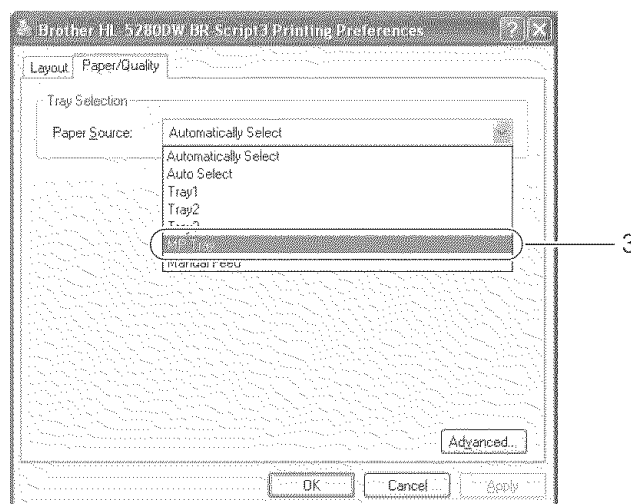 Brother HL-5280DW BR-Script3 Printing Preferences
Layout
Paper/Quality
Tray Selection
Paper Source:
Automatically Select
Automatically Select
Auto Select
Tray1
Tray2
MP Tray
3
Manual Feed
Advanced...
OK
Cancel
Apply